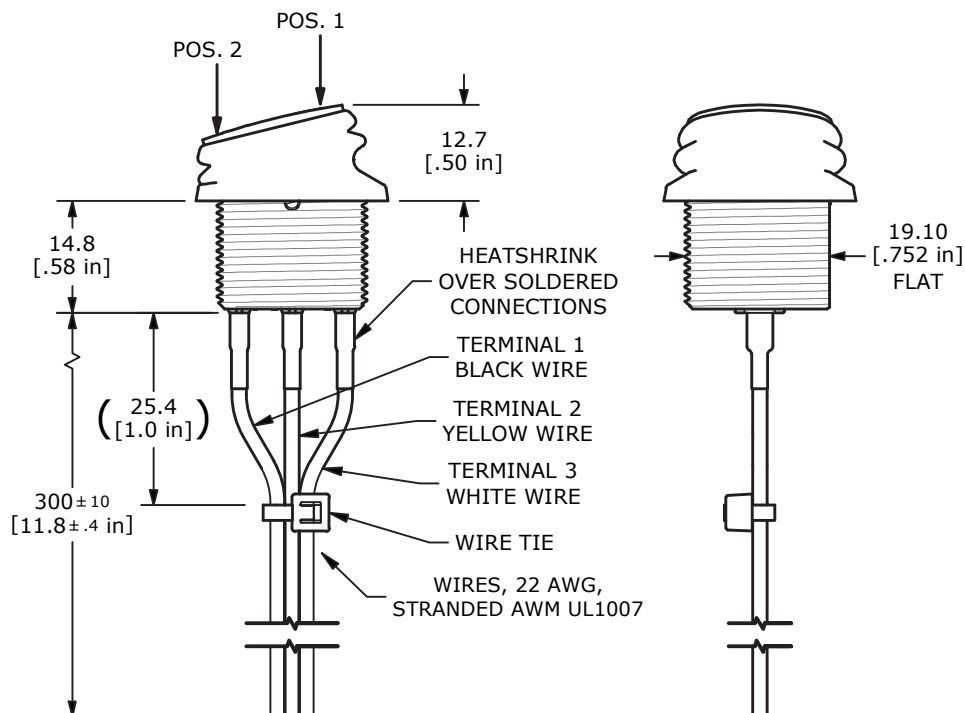 POS. 1
POS. 2
12.7
[.50 in]
14.8
[.58 in]
19.10
[.752 in]
FLAT
HEATSHRINK
OVER SOLDERED
CONNECTIONS
TERMINAL 1
BLACK WIRE
(25.4
[1.0 in])
TERMINAL 2
YELLOW WIRE
TERMINAL 3
WHITE WIRE
300±10
[11.8±.4 in]
WIRE TIE
WIRES, 22 AWG,
STRANDED AWM UL1007